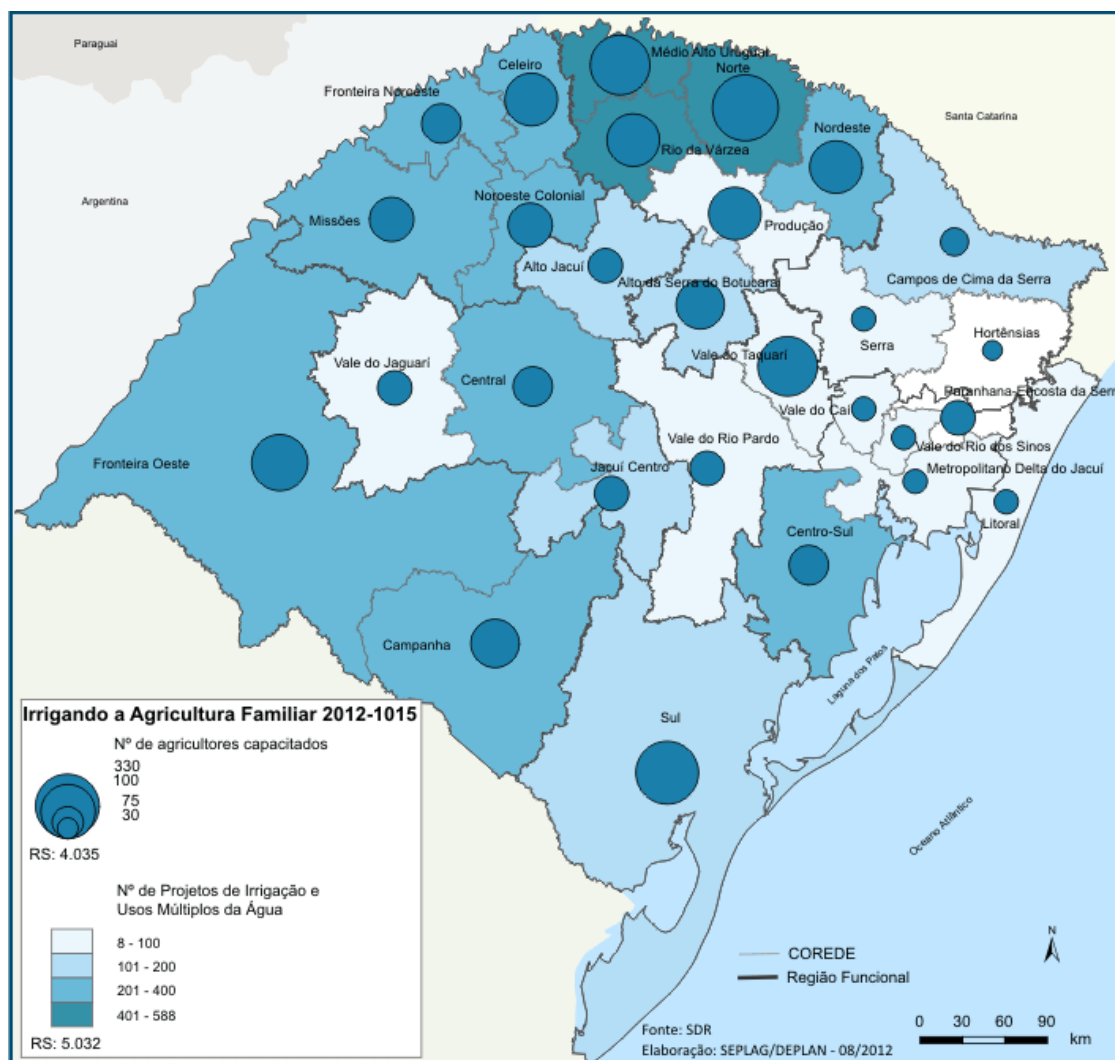 Paraguai
Santa Catarina
Argentina
Médio Alto Uruguai
Norte
Celeiro
Fronteira Noroeste
Nordeste
Rio da Várzea
Noroeste Colonial
Missões
Produção
Alto Jacuí
Alto da Serra do Botucaraí
Campos de Cima da Serra
Hortênsias
Serra
Vale do Jaguarí
Central
Vale do Taquarí
Paranhana-Encosta da Serr
Vale do Caí
Vale do Rio Pardo
Vale do Rio dos Sinos
Fronteira Oeste
Jacuí Centro
Metropolitano Delta do Jacuí
Litoral
Centro-Sul
Campanha
Laguna dos Patos
Sul
Oceano Atlântico
Irrigando a Agricultura Familiar 2012-1015
Nº de agricultores capacitados
330
100
75
30
RS: 4.035
Nº de Projetos de Irrigação e
Usos Múltiplos da Água
8 - 100
101 - 200
201 - 400
401 - 588
RS: 5.032
COREDE
Região Funcional
N
Fonte: SDR
Elaboração: SEPLAG/DEPLAN - 08/2012
0 30 60 90
km